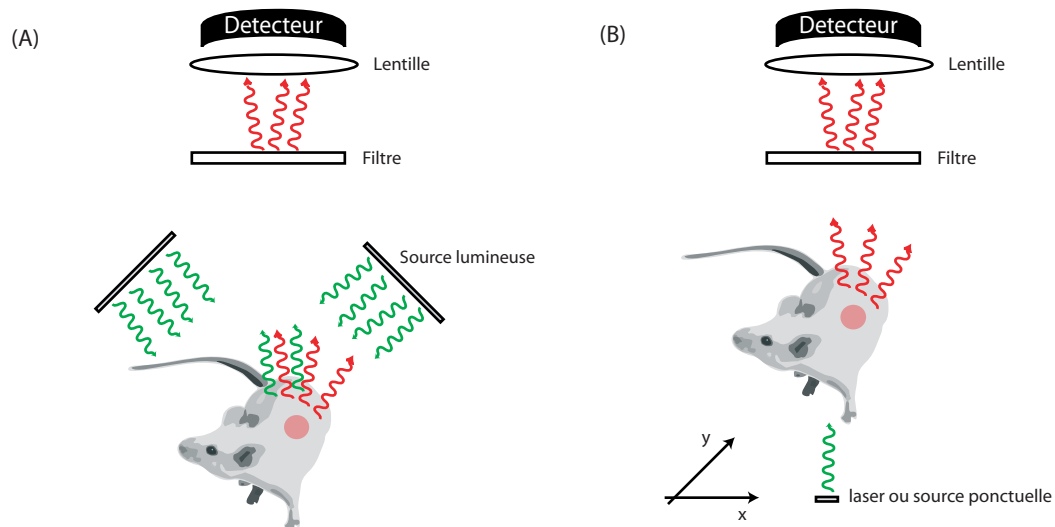 (A)
Detecteur
Lentille
Filtre
Source lumineuse
(B)
Detecteur
Lentille
Filtre
y
x
laser ou source ponctuelle